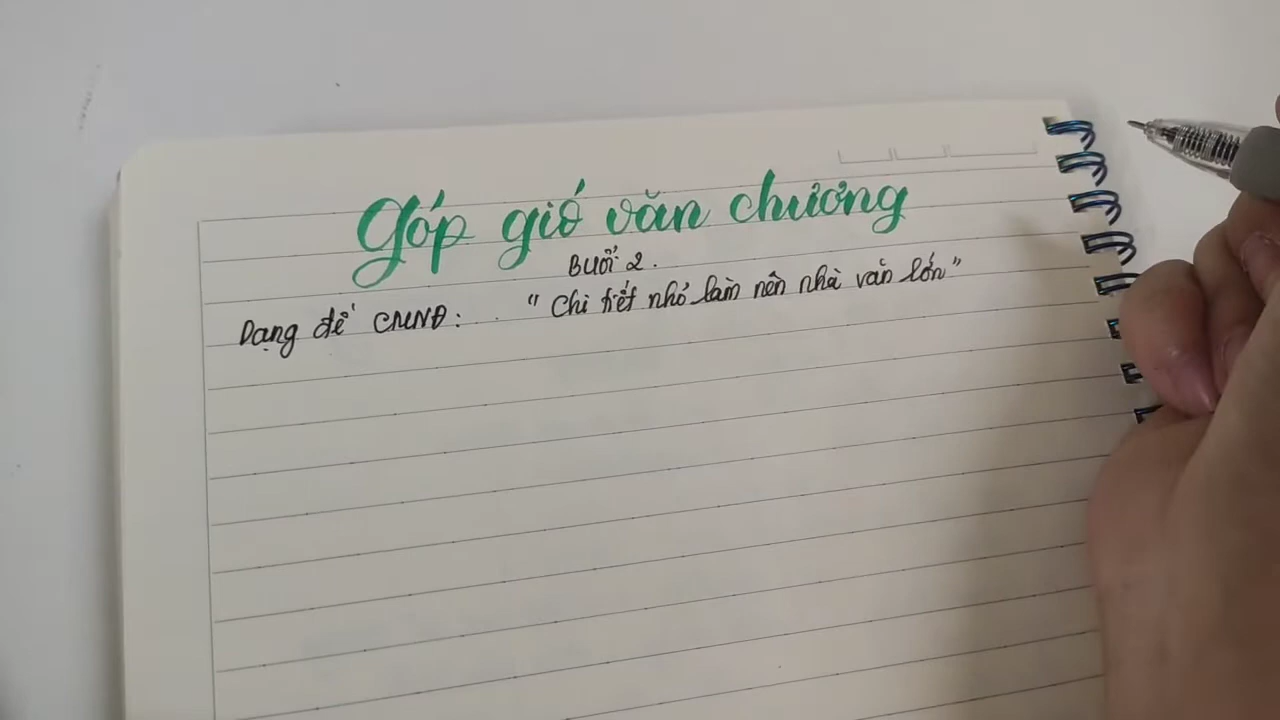 Góp gió văn chương
Buổi 2.
Dạng đề CMNĐ: "Chi tiết nhỏ làm nên nhà văn lớn"